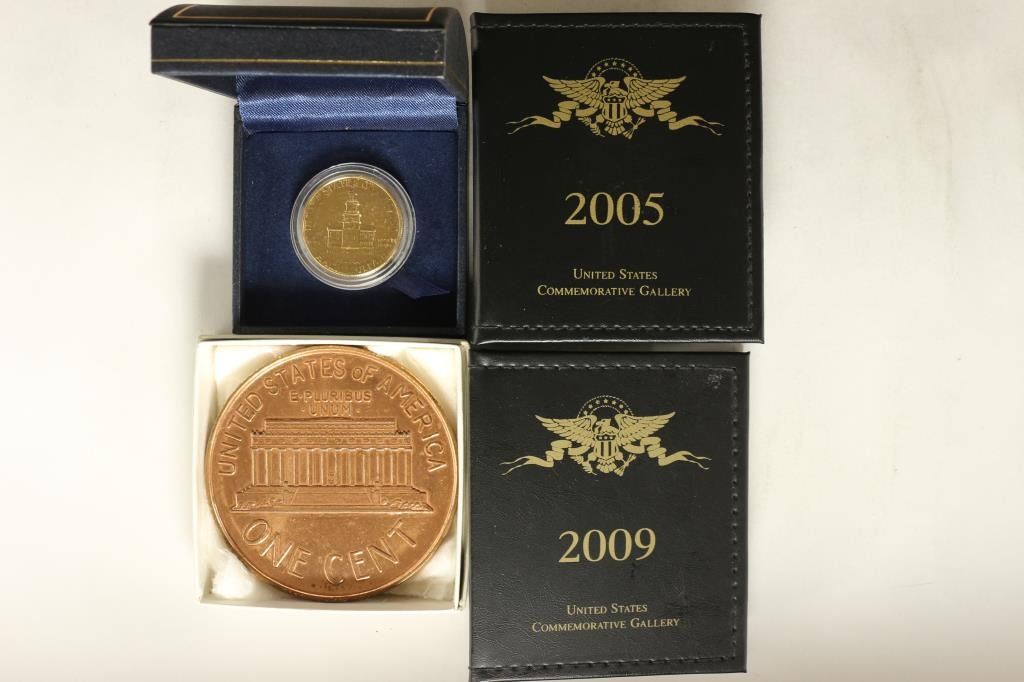 2005
UNITED STATES
COMMEMORATIVE GALLERY
UNITED STATES OF AMERICA
E·PLURIBUS
·UNUM·
ONE CENT
2009
UNITED STATES
COMMEMORATIVE GALLERY